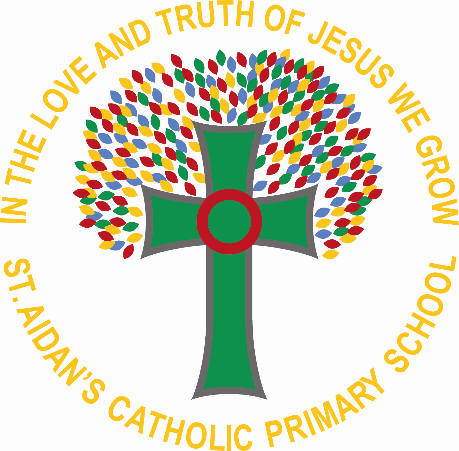 IN THE LOVE AND TRUTH OF JESUS WE GROW
ST. AIDAN'S CATHOLIC PRIMARY SCHOOL